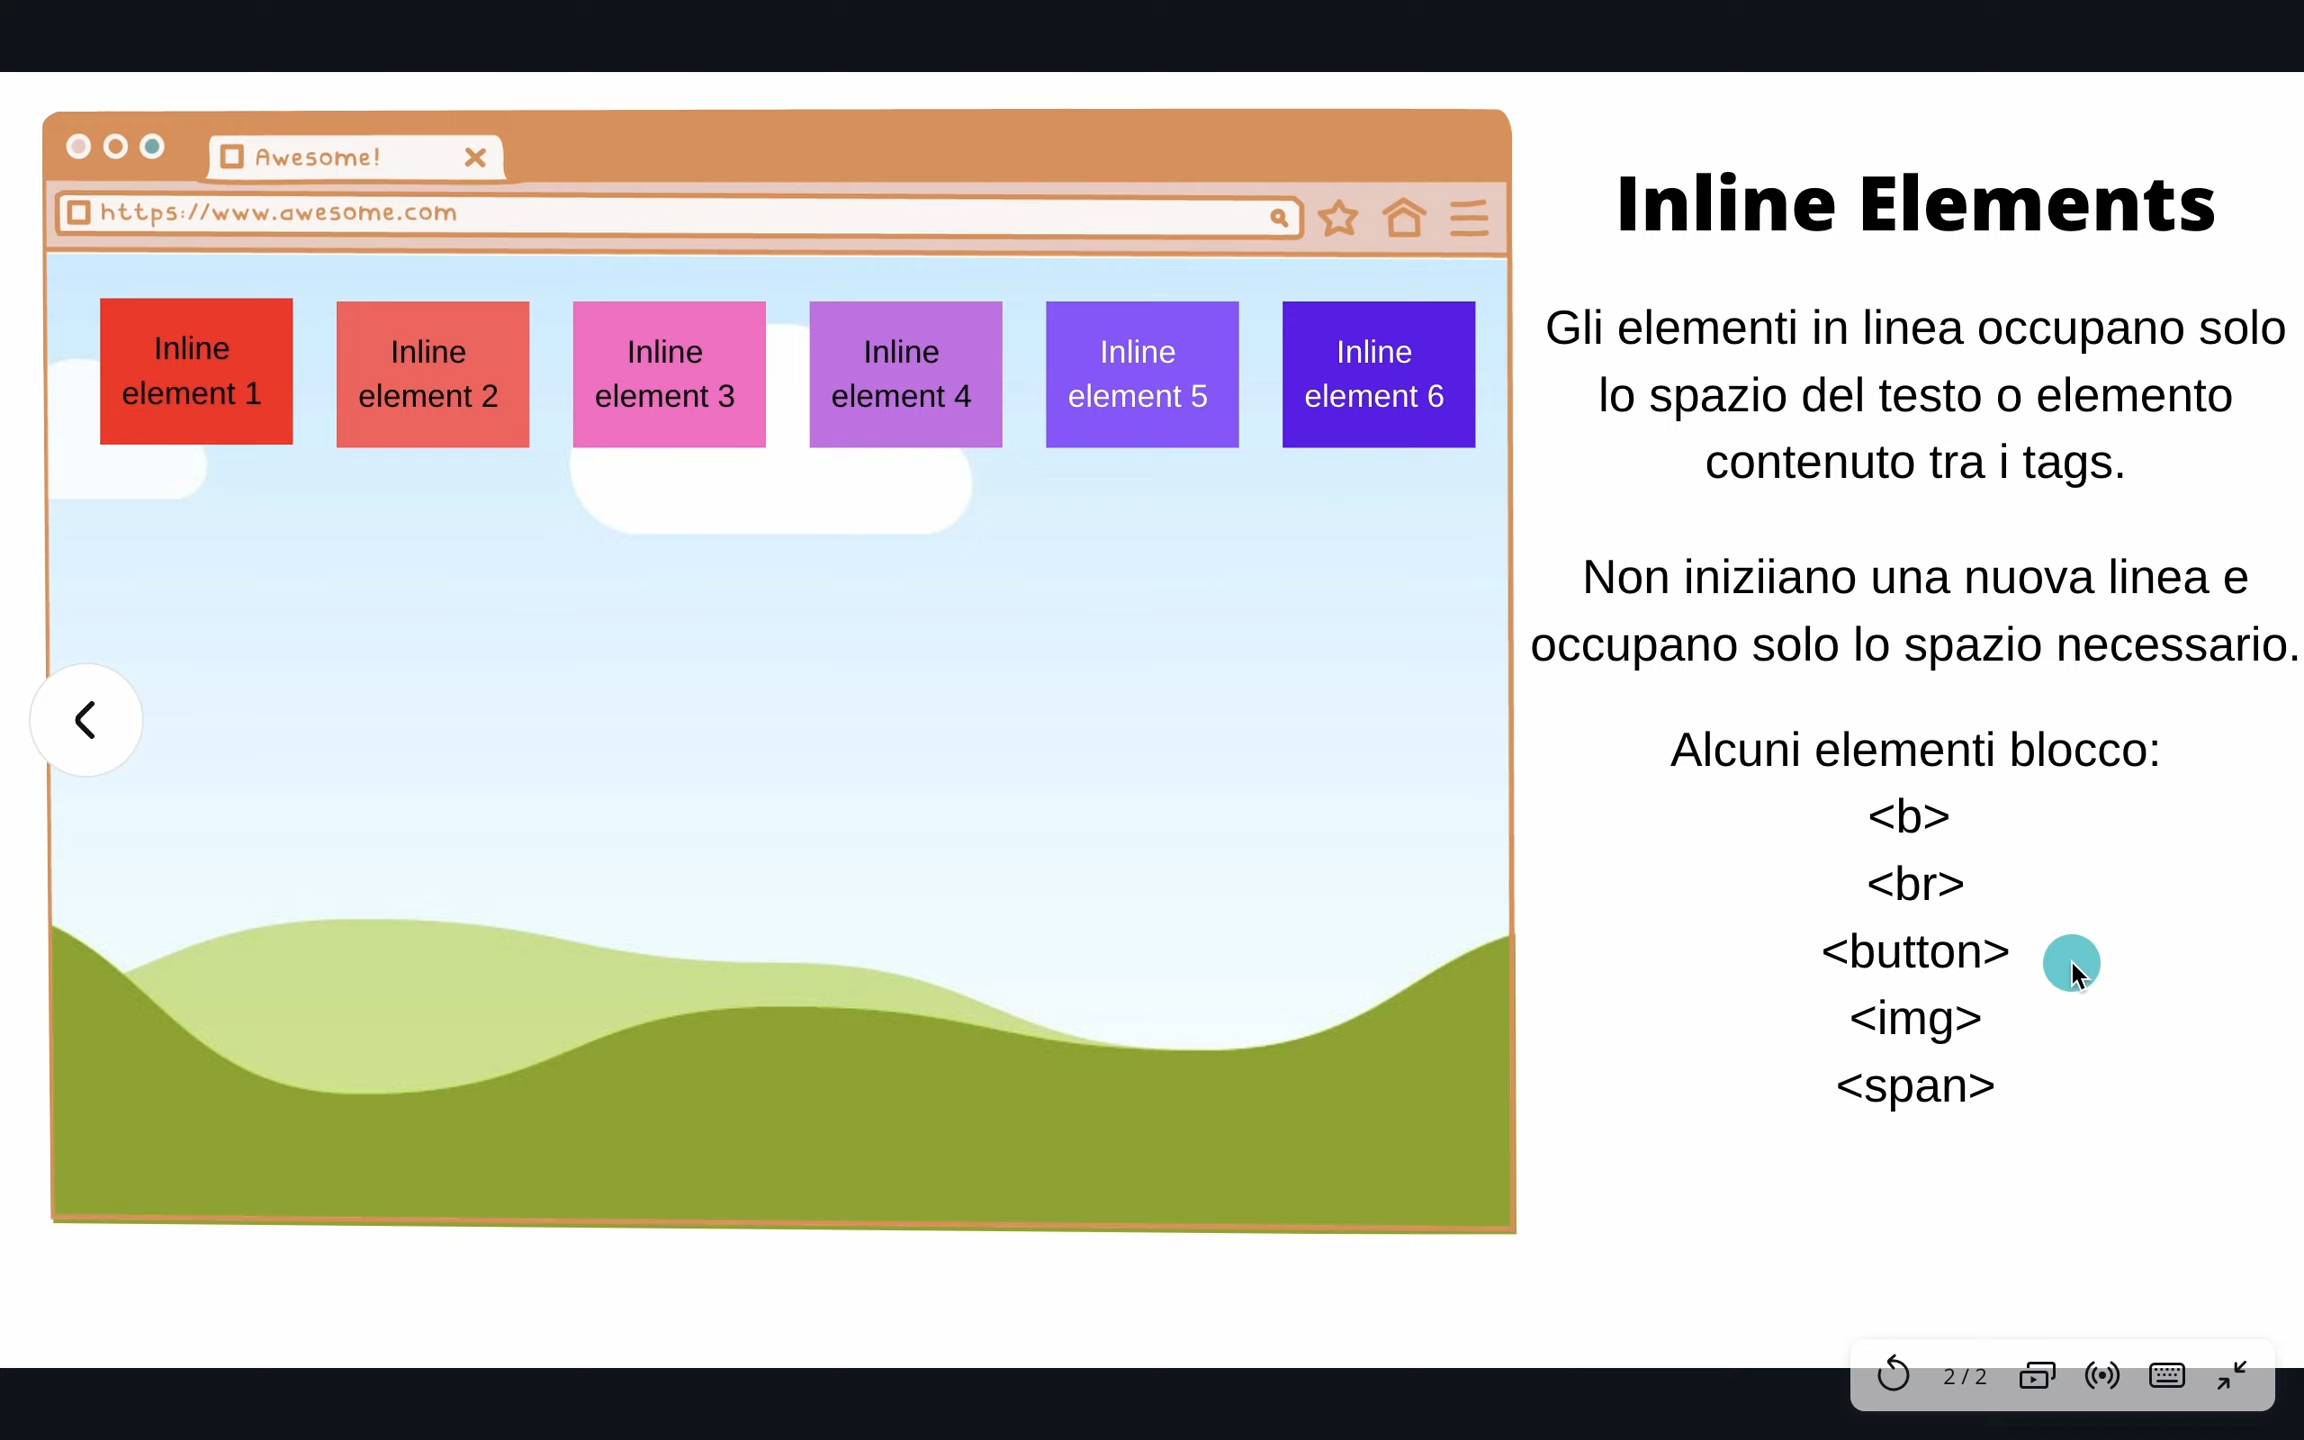 Awesome!
https://www.awesome.com
Inline
element 1
Inline
element 2
Inline
element 3
Inline
element 4
Inline
element 5
Inline
element 6
Inline Elements
Gli elementi in linea occupano solo
lo spazio del testo o elemento
contenuto tra i tags.
Non iniziiano una nuova linea e
occupano solo lo spazio necessario.
Alcuni elementi blocco:
<b>
<br>
<button>
<img>
<span>
2 / 2